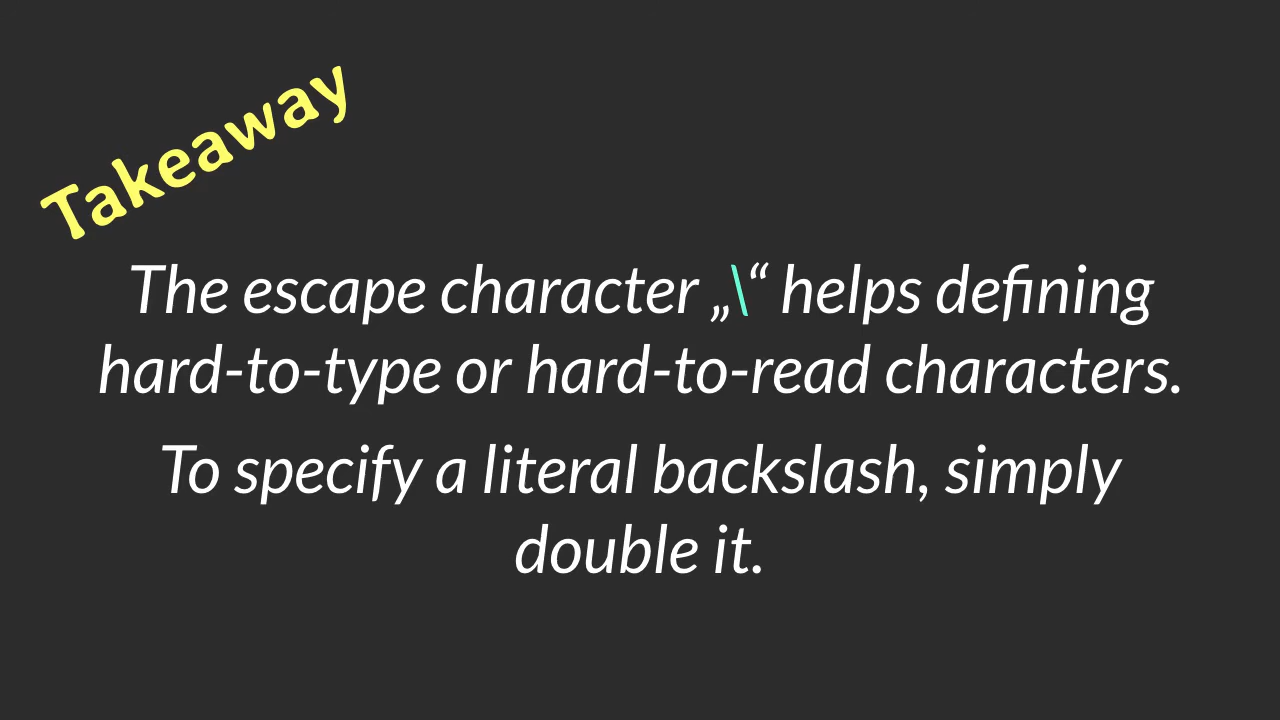 Takeaway
The escape character „\“ helps defining
hard-to-type or hard-to-read characters.
To specify a literal backslash, simply
double it.